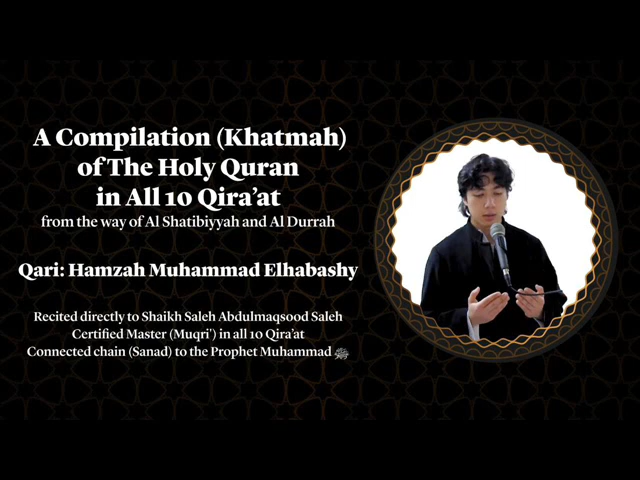 A Compilation (Khatmah)
of The Holy Quran
in All 10 Qira'at
from the way of Al Shatibiyyah and Al Durrah
Qari: Hamzah Muhammad Elhabashy
Recited directly to Shaikh Saleh Abdulmaqsood Saleh
Certified Master (Muqri') in all 10 Qira'at
Connected chain (Sanad) to the Prophet Muhammad ﷺ